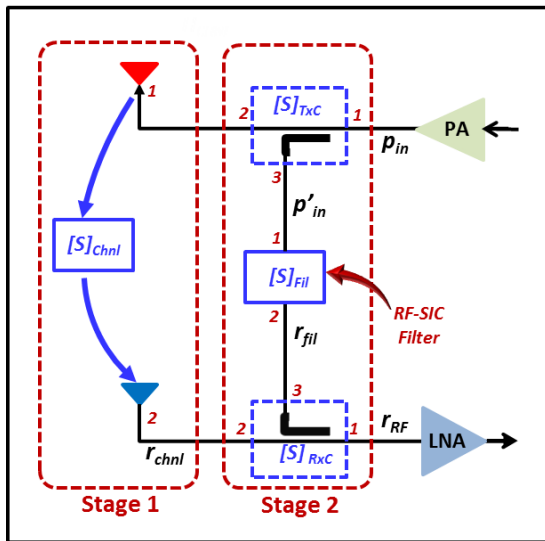 [S]TxC
1
2
1
PA
pin
3
p'in
1
[S]Chnl
[S]Fil
2
RF-SIC
Filter
rfil
3
2
2
1
rRF
LNA
rchnl
[S] RxC
Stage 1
Stage 2